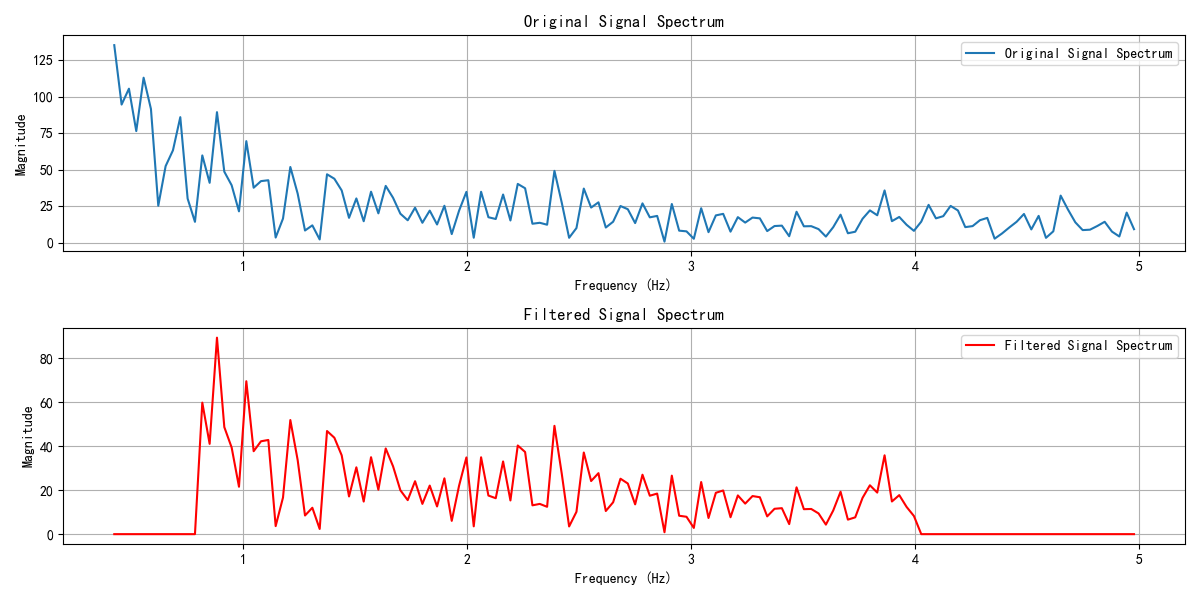 Original Signal Spectrum
Original Signal Spectrum
Magnitude
125
100
75
50
25
0
1
2
3
4
5
Frequency (Hz)
Filtered Signal Spectrum
Filtered Signal Spectrum
Magnitude
80
60
40
20
0
1
2
3
4
5
Frequency (Hz)